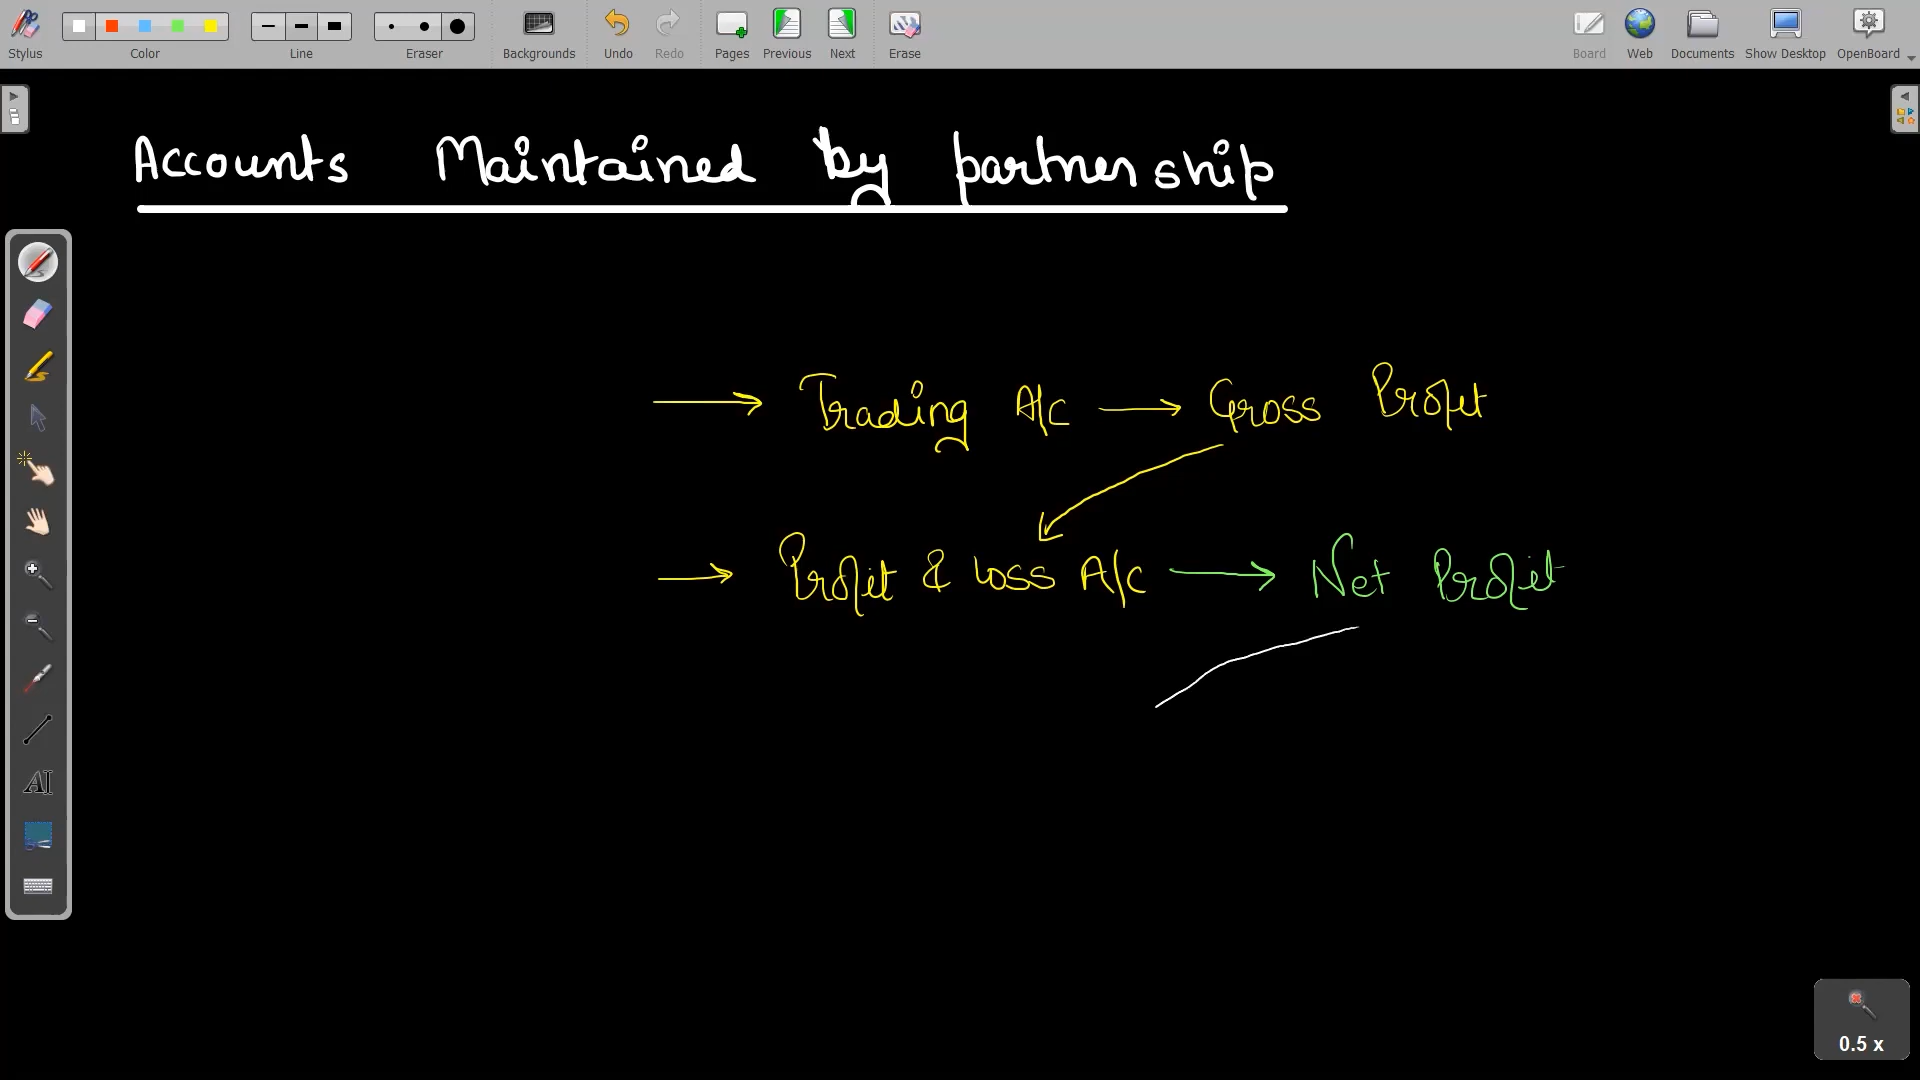 Stylus Color Line Eraser Backgrounds Undo Redo Pages Previous Next Erase Board Web Documents Show Desktop OpenBoard
Accounts Maintained by partnership
→ Trading A/c → Gross Profit
→ Profit & Loss A/c → Net Profit
AI
0.5 x